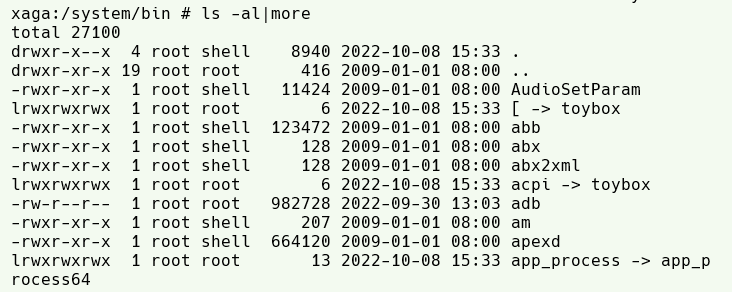 xaga:/system/bin # ls -al|more
total 27100
drwxr-x--x  4 root shell    8940 2022-10-08 15:33 .
drwxr-xr-x 19 root root      416 2009-01-01 08:00 ..
-rwxr-xr-x  1 root shell   11424 2009-01-01 08:00 AudioSetParam
lrwxrwxrwx  1 root root        6 2022-10-08 15:33 [ -> toybox
-rwxr-xr-x  1 root shell  123472 2009-01-01 08:00 abb
-rwxr-xr-x  1 root shell     128 2009-01-01 08:00 abx
-rwxr-xr-x  1 root shell     128 2009-01-01 08:00 abx2xml
lrwxrwxrwx  1 root root        6 2022-10-08 15:33 acpi -> toybox
-rw-r--r--  1 root root   982728 2022-09-30 13:03 adb
-rwxr-xr-x  1 root shell     207 2009-01-01 08:00 am
-rwxr-xr-x  1 root shell  664120 2009-01-01 08:00 apexd
lrwxrwxrwx  1 root root       13 2022-10-08 15:33 app_process -> app_p
rocess64